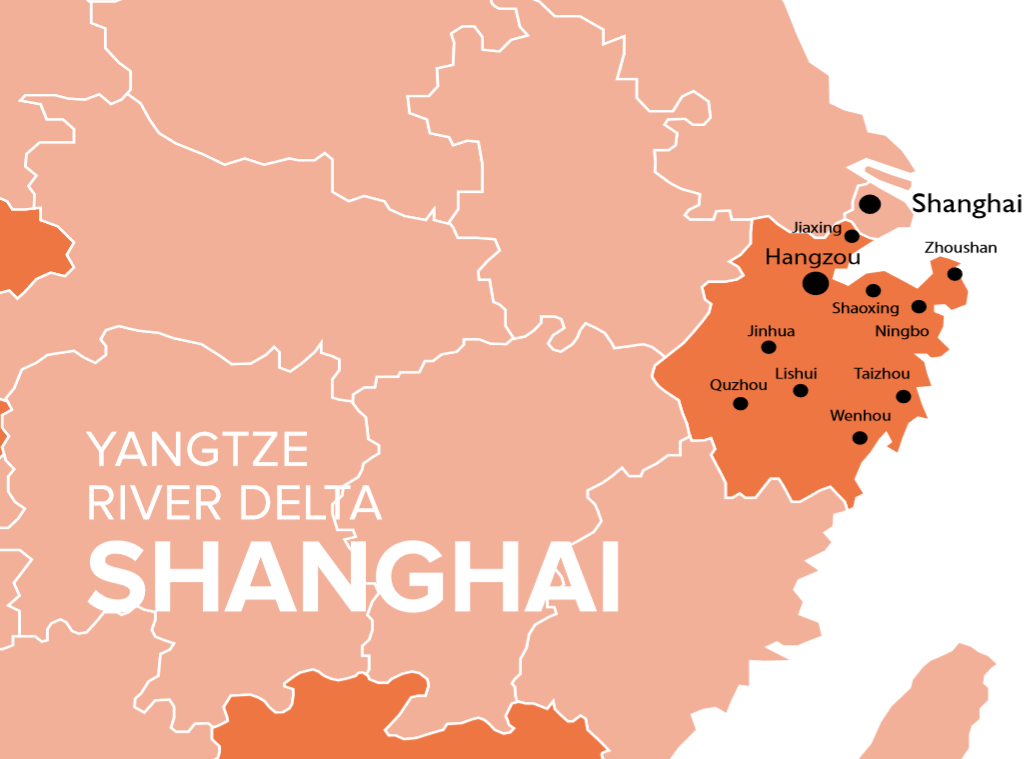 Shanghai
Jiaxing
Zhoushan
Hangzou
Shaoxing
Ningbo
Jinhua
Lishui
Taizhou
Quzhou
Wenhou
YANGTZE
RIVER DELTA
SHANGHAI